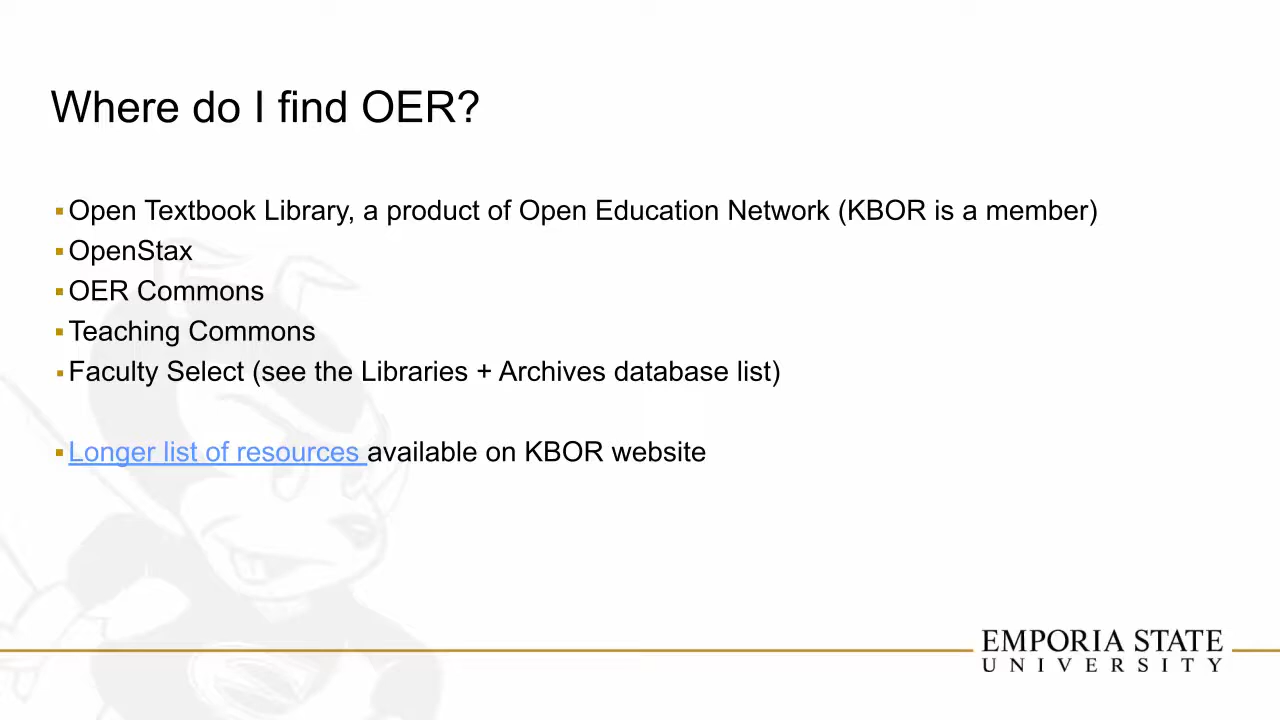 Where do I find OER?
▪Open Textbook Library, a product of Open Education Network (KBOR is a member)
▪OpenStax
▪OER Commons
▪Teaching Commons
▪Faculty Select (see the Libraries + Archives database list)
▪Longer list of resources available on KBOR website
EMPORIA STATE
UNIVERSITY